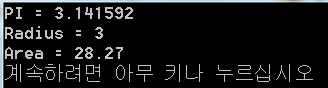 PI = 3.141592
Radius = 3
Area = 28.27
계속하려면 아무 키나 누르십시오